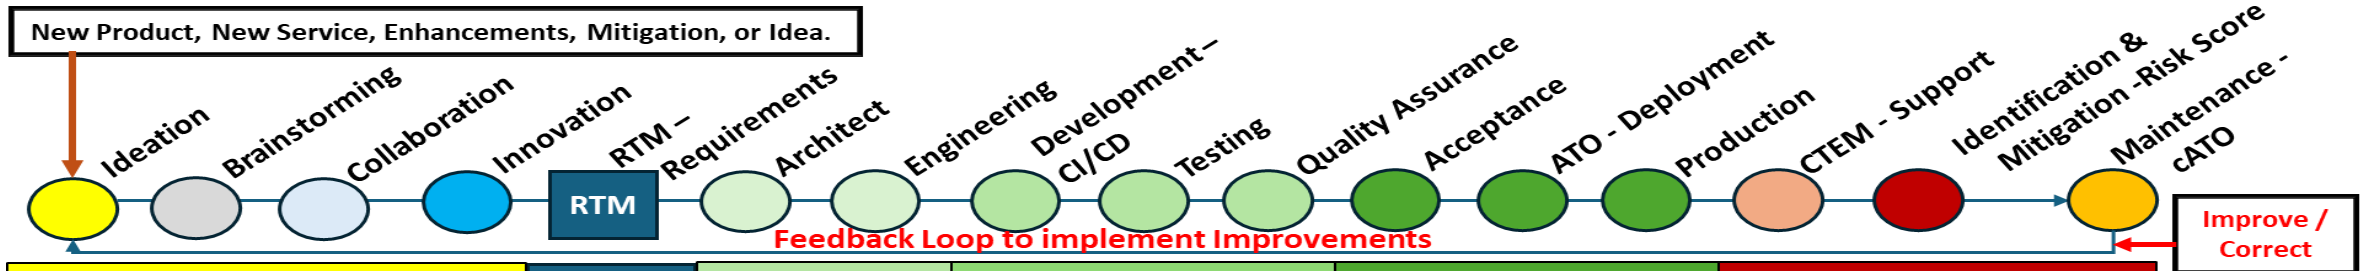 New Product, New Service, Enhancements, Mitigation, or Idea.
Ideation
Brainstorming
Collaboration
Innovation
RTM –
Requirements
Architect
Engineering
Development –
CI/CD
Testing
Quality Assurance
Acceptance
ATO - Deployment
Production
CTEM - Support
Identification &
Mitigation -Risk Score
Maintenance -
cATO
RTM
Feedback Loop to implement Improvements
Improve /
Correct